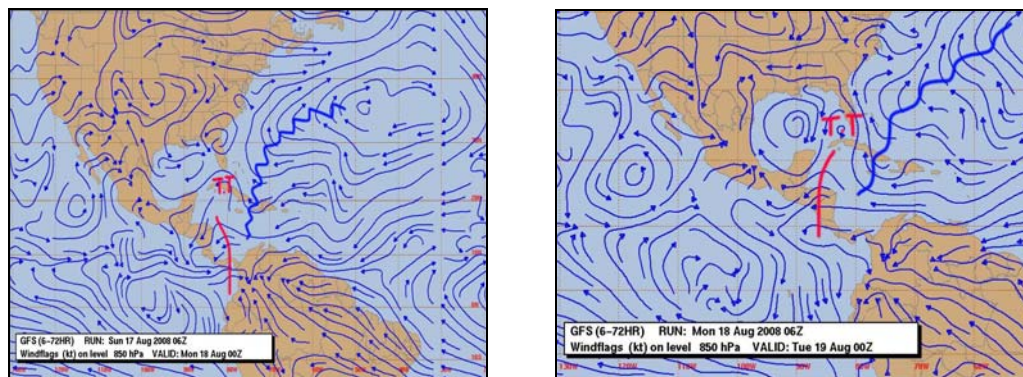 T.T
GFS (6-72HR) RUN: Sun 17 Aug 2008 06Z
Windflags (kt) on level 850 hPa VALID: Mon 18 Aug 00Z
T.T
GFS (6-72HR) RUN: Mon 18 Aug 2008 06Z
Windflags (kt) on level 850 hPa VALID: Tue 19 Aug 00Z